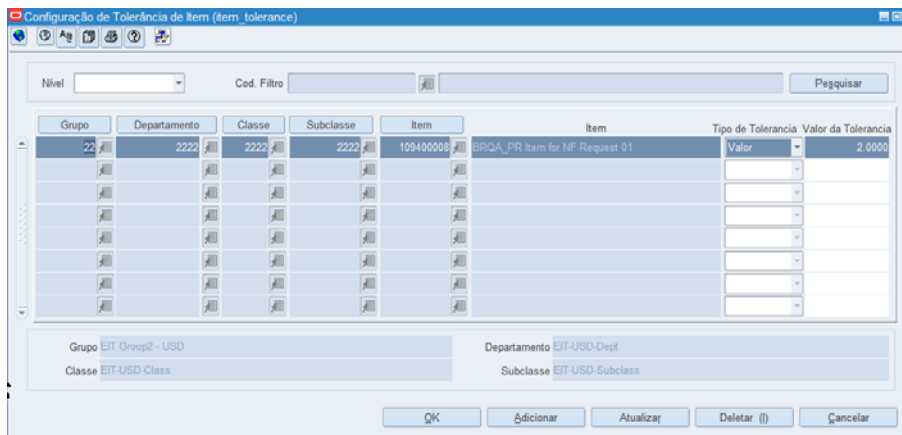 Configuração de Tolerância de Item (item_tolerance)
Nível Cod. Filtro Pesquisar
Grupo Departamento Classe Subclasse Item Item Tipo de Tolerancia Valor da Tolerancia
22 2222 2222 2222 109400008 BRQA_PR Item for NF Request 01 Valor 2.0000
Grupo EIT Group2 - USD Departamento EIT-USD-Dept
Classe EIT-USD-Class Subclasse EIT-USD-Subclass
OK Adicionar Atualizar Deletar (I) Cancelar